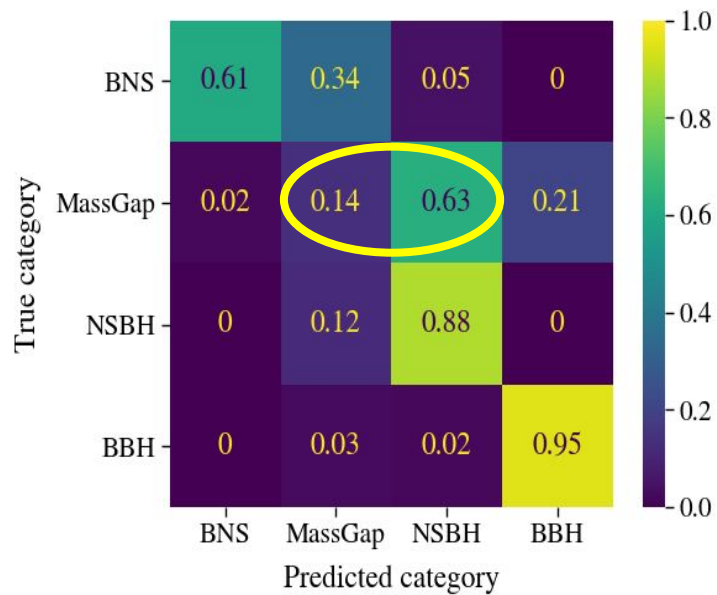 BNS 0.61 0.34 0.05 0
MassGap 0.02 0.14 0.63 0.21
NSBH 0 0.12 0.88 0
BBH 0 0.03 0.02 0.95
BNS MassGap NSBH BBH
Predicted category
True category
1.0
0.8
0.6
0.4
0.2
0.0